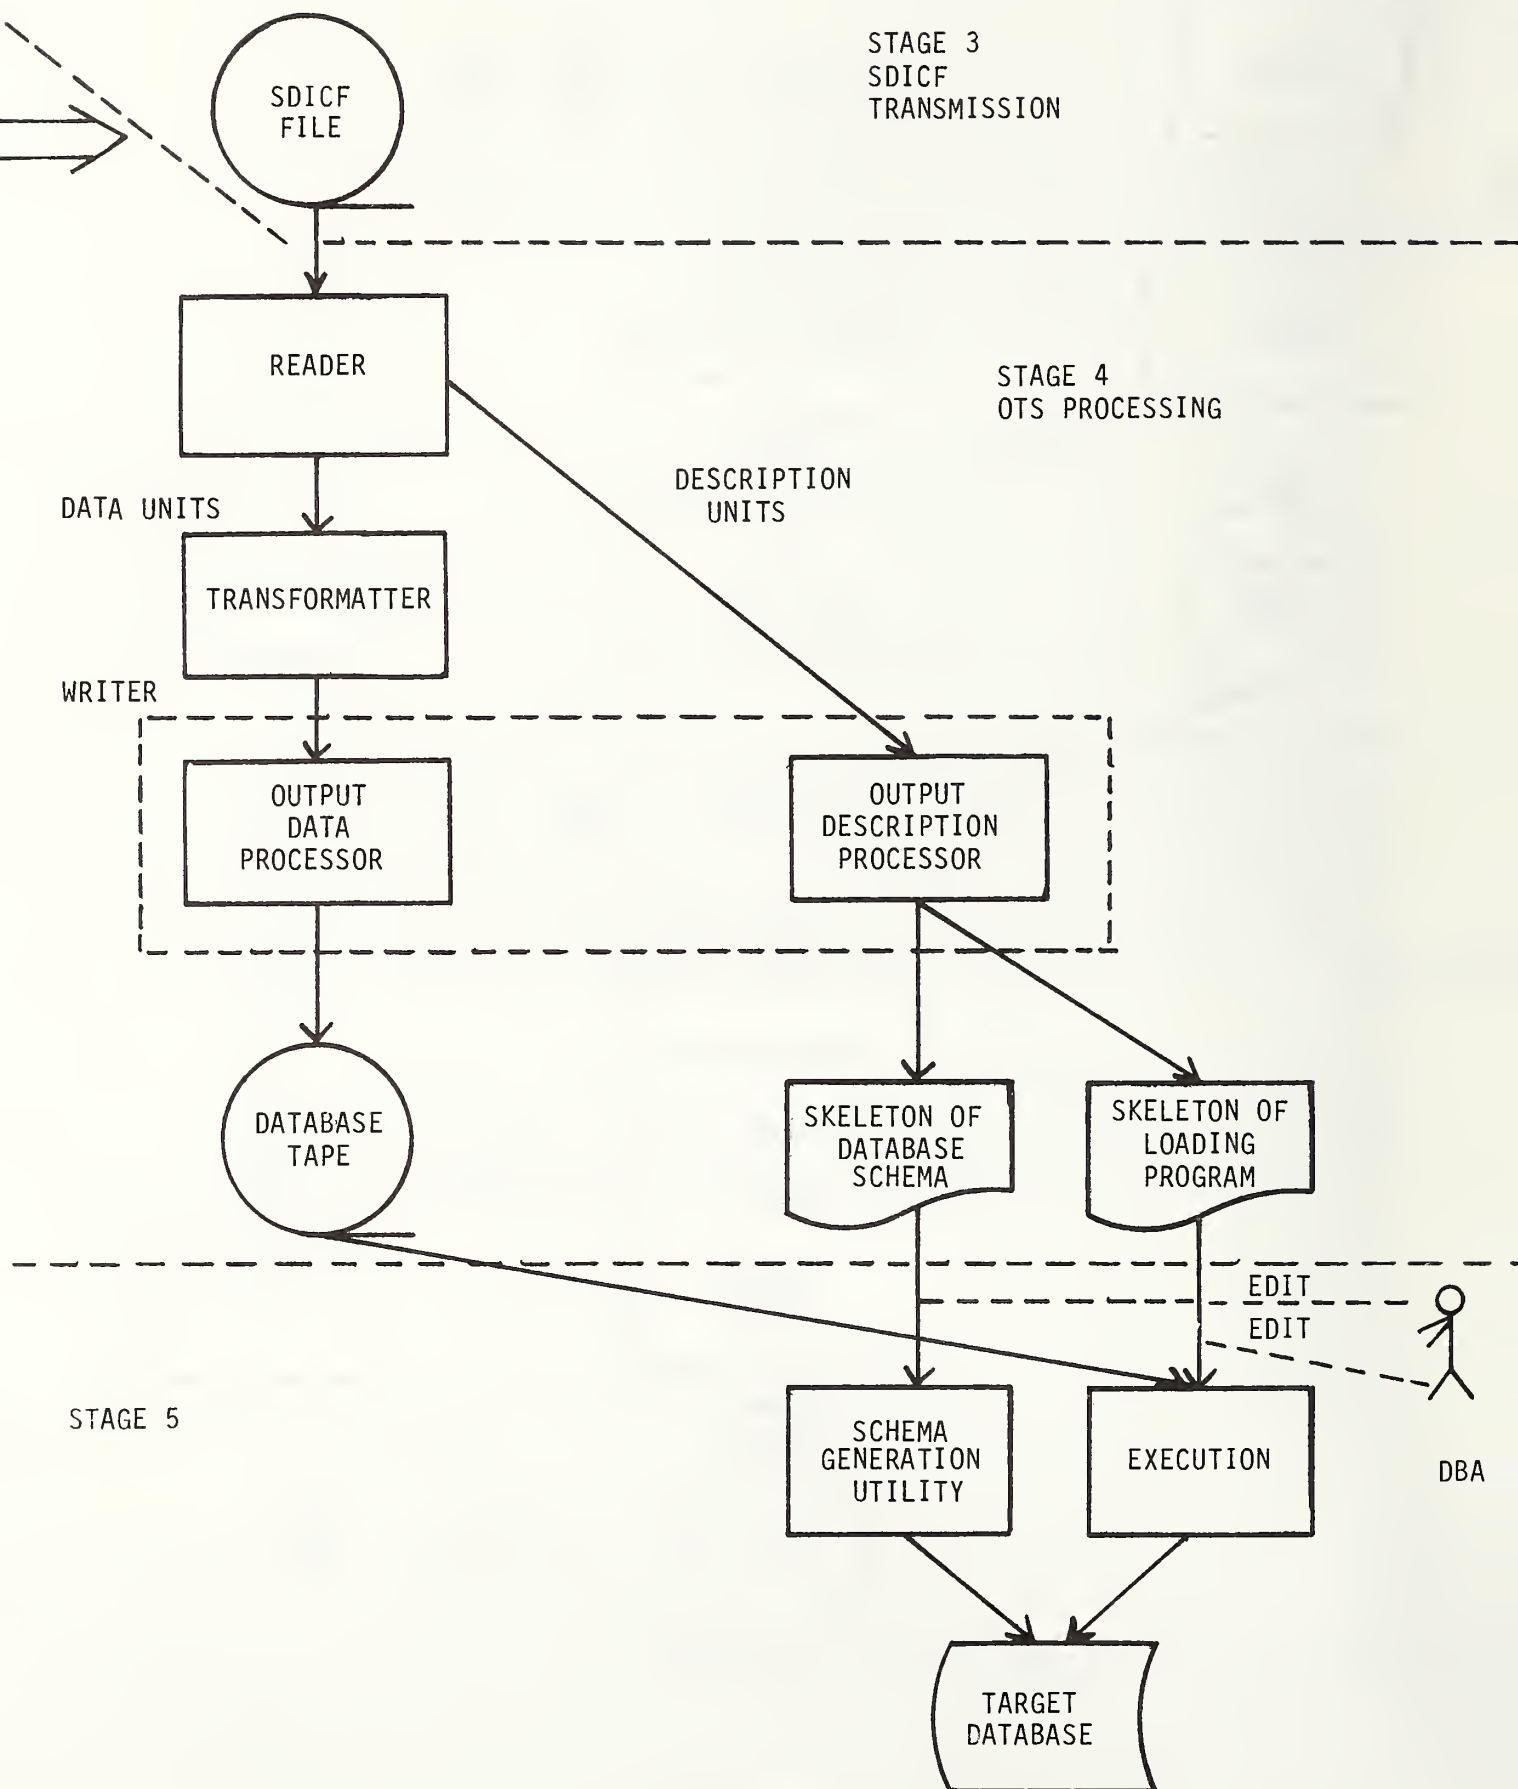 STAGE 3
SDICF
TRANSMISSION
SDICF
FILE
READER
STAGE 4
OTS PROCESSING
DESCRIPTION
UNITS
DATA UNITS
TRANSFORMATTER
WRITER
OUTPUT
DATA
PROCESSOR
OUTPUT
DESCRIPTION
PROCESSOR
DATABASE
TAPE
SKELETON OF
DATABASE
SCHEMA
SKELETON OF
LOADING
PROGRAM
EDIT
EDIT
STAGE 5
SCHEMA
GENERATION
UTILITY
EXECUTION
DBA
TARGET
DATABASE